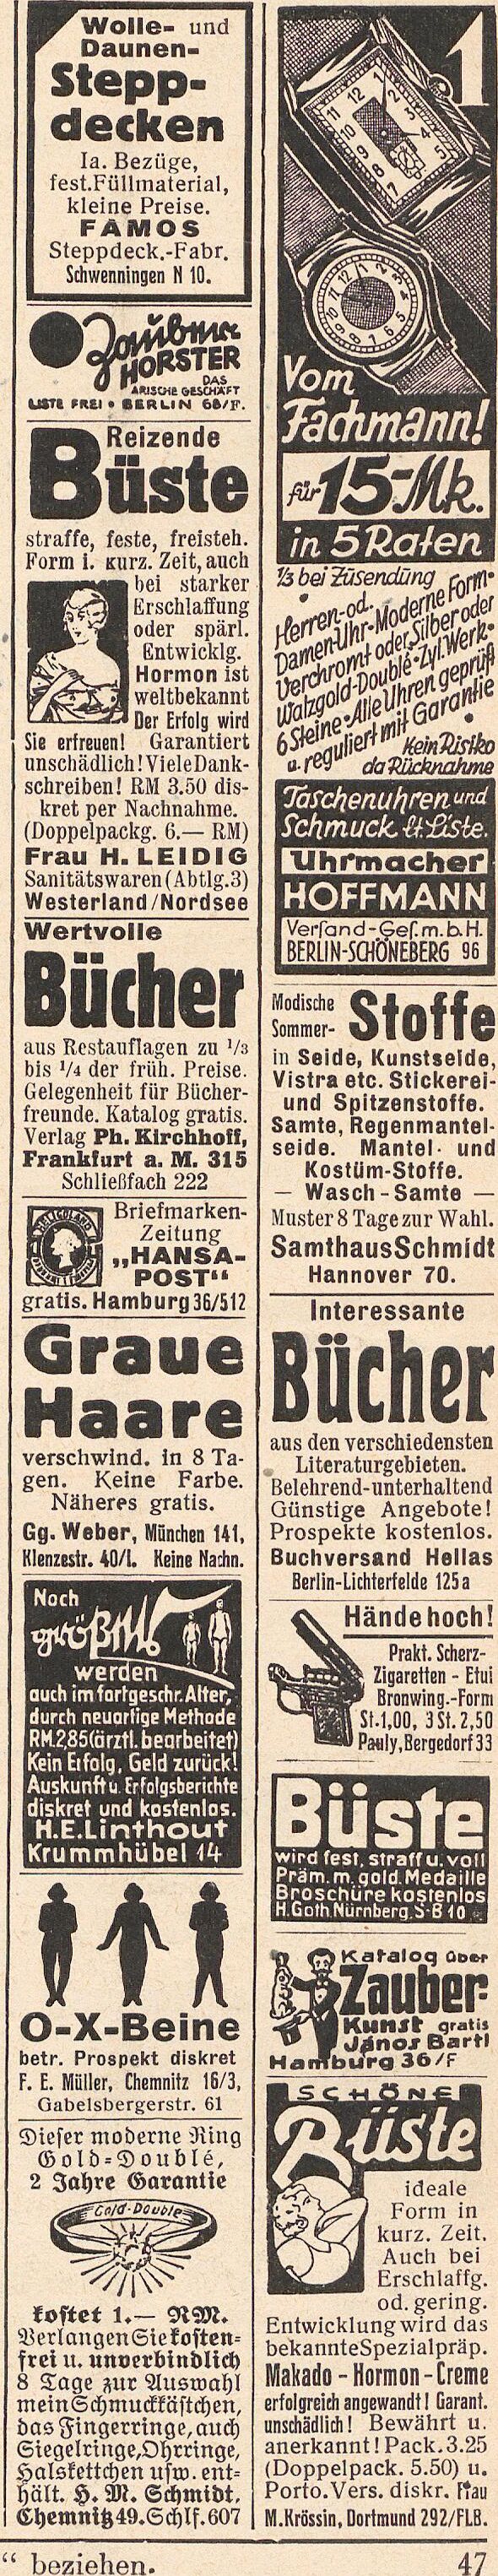 Wolle- und
Daunen-
Stepp-
decken
Ia. Bezüge,
fest.Füllmaterial,
kleine Preise.
FAMOS
Steppdeck.-Fabr.
Schwenningen N 10.
Zauberer
HORSTER
DAS
ARISCHE GESCHÄFT
LISTE FREI • BERLIN 68/F.
Reizende
Büste
straffe, feste, freisteh.
Form i. kurz. Zeit, auch
bei starker
Erschlaffung
oder spärl.
Entwicklg.
Hormon ist
weltbekannt
Der Erfolg wird
Sie erfreuen! Garantiert
unschädlich! Viele Dank-
schreiben! RM 3.50 dis-
kret per Nachnahme.
(Doppelpackg. 6.— RM)
Frau H. LEIDIG
Sanitätswaren (Abtlg.3)
Westerland/Nordsee
Wertvolle
Bücher
aus Restauflagen zu 1/3
bis 1/4 der früh. Preise.
Gelegenheit für Bücher-
freunde. Katalog gratis.
Verlag Ph. Kirchhoff,
Frankfurt a. M. 315
Schließfach 222
HELIGOLAND
Briefmarken-
Zeitung
„HANSA-
POST“
gratis. Hamburg 36/512
Graue
Haare
verschwind. in 8 Ta-
gen. Keine Farbe.
Näheres gratis.
Gg. Weber, München 141,
Klenzestr. 40/I. Keine Nachn.
Noch
größer
werden
auch im fortgeschr. Alter,
durch neuartige Methode
RM.2,85 (ärztl. bearbeitet)
Kein Erfolg, Geld zurück!
Auskunft u. Erfolgsberichte
diskret und kostenlos.
H.E.Linthout
Krummhübel 14
O-X-Beine
betr. Prospekt diskret
F. E. Müller, Chemnitz 16/3,
Gabelsbergerstr. 61
Dieser moderne Ring
Gold-Doublé,
2 Jahre Garantie
Gold-Double
kostet 1.— RM.
Verlangen Sie kosten-
frei u. unverbindlich
8 Tage zur Auswahl
mein Schmuckkästchen,
das Fingerringe, auch
Siegelringe, Ohrringe,
Halskettchen usw. ent-
hält. H. M. Schmidt,
Chemnitz 49. Schlf. 607
1
Vom
Fachmann!
für 15-Mk.
in 5 Raten
1/3 bei Zusendung
Herren- od.
Damen-Uhr-Moderne Form-
Verchromt oder Silber oder
Walzgold-Doublé-Zyl.Werk-
6 Steine-Alle Uhren geprüft
u. reguliert mit Garantie
Kein Risiko
da Rücknahme
Taschenuhren und
Schmuck lt. Liste.
Uhrmacher
HOFFMANN
Versand-Ges.m.b.H.
BERLIN-SCHÖNEBERG 96
Modische
Sommer- Stoffe
in Seide, Kunstseide,
Vistra etc. Stickerei-
und Spitzenstoffe.
Samte, Regenmantel-
seide. Mantel- und
Kostüm-Stoffe.
— Wasch-Samte —
Muster 8 Tage zur Wahl.
Samthaus Schmidt
Hannover 70.
Interessante
Bücher
aus den verschiedensten
Literaturgebieten.
Belehrend-unterhaltend
Günstige Angebote!
Prospekte kostenlos.
Buchversand Hellas
Berlin-Lichterfelde 125 a
Hände hoch!
Prakt. Scherz-
Zigaretten - Etui
Bronwing.-Form
St.1,00, 3 St. 2,50
Pauly, Bergedorf 33
Büste
wird fest, straff u. voll
Präm. m. gold. Medaille
Broschüre kostenlos
H.Goth.Nürnberg. S-B 10
Katalog über
Zauber-
Kunst gratis
János Bartl
Hamburg 36/F
SCHÖNE
Büste
ideale
Form in
kurz. Zeit.
Auch bei
Erschlaffg.
od. gering.
Entwicklung wird das
bekannte Spezialpräp.
Makado - Hormon - Creme
erfolgreich angewandt! Garant.
unschädlich! Bewährt u.
anerkannt! Pack. 3.25
(Doppelpack. 5.50) u.
Porto. Vers. diskr. Frau
M. Krössin, Dortmund 292/FLB.
“ beziehen.
47